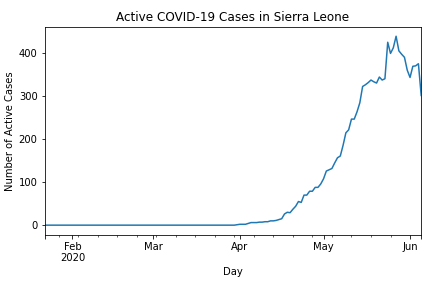 Active COVID-19 Cases in Sierra Leone
Number of Active Cases
400
300
200
100
0
Feb Mar Apr May Jun
2020
Day